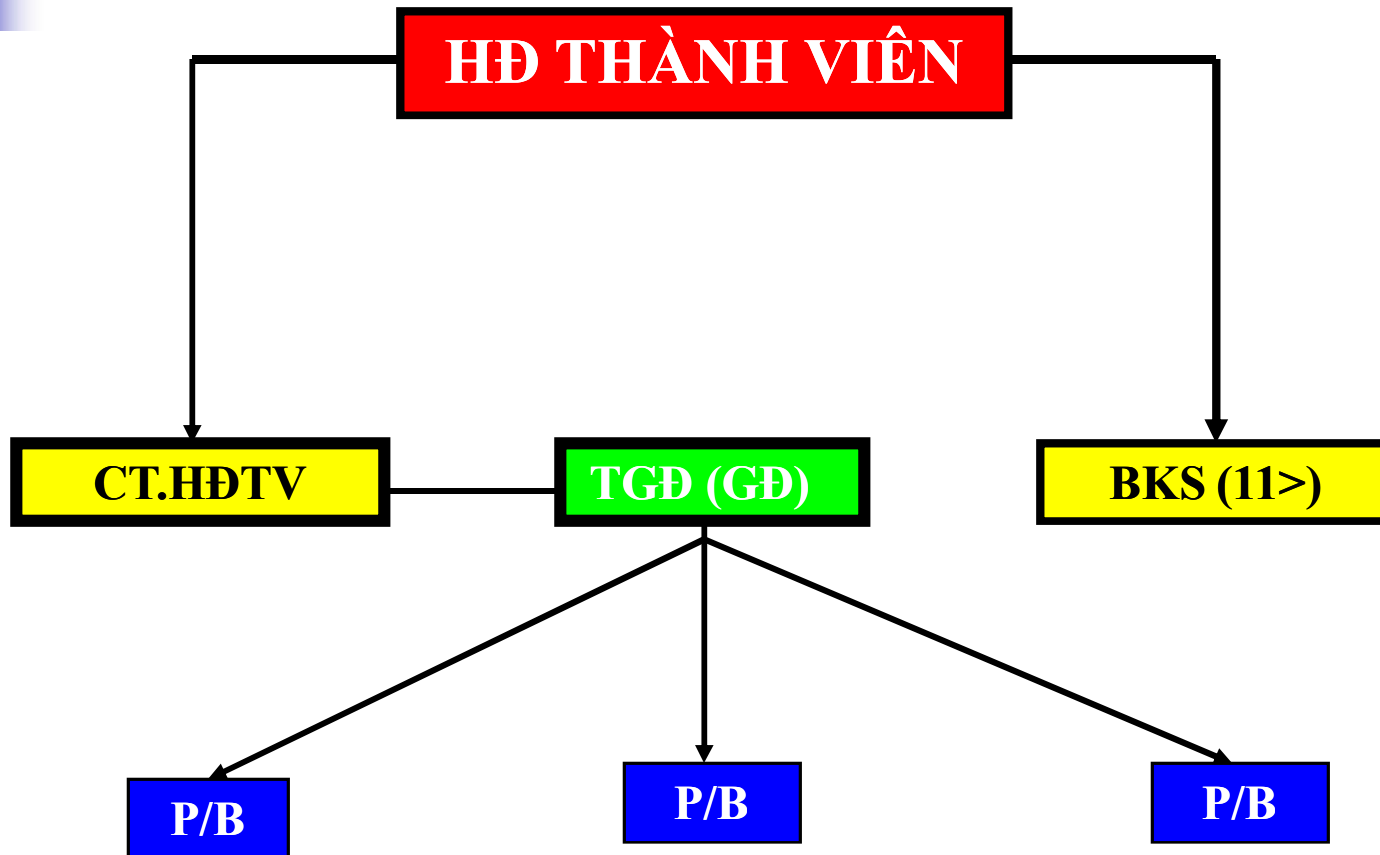 HĐ THÀNH VIÊN
CT.HĐTV
TGĐ (GĐ)
BKS (11>)
P/B
P/B
P/B